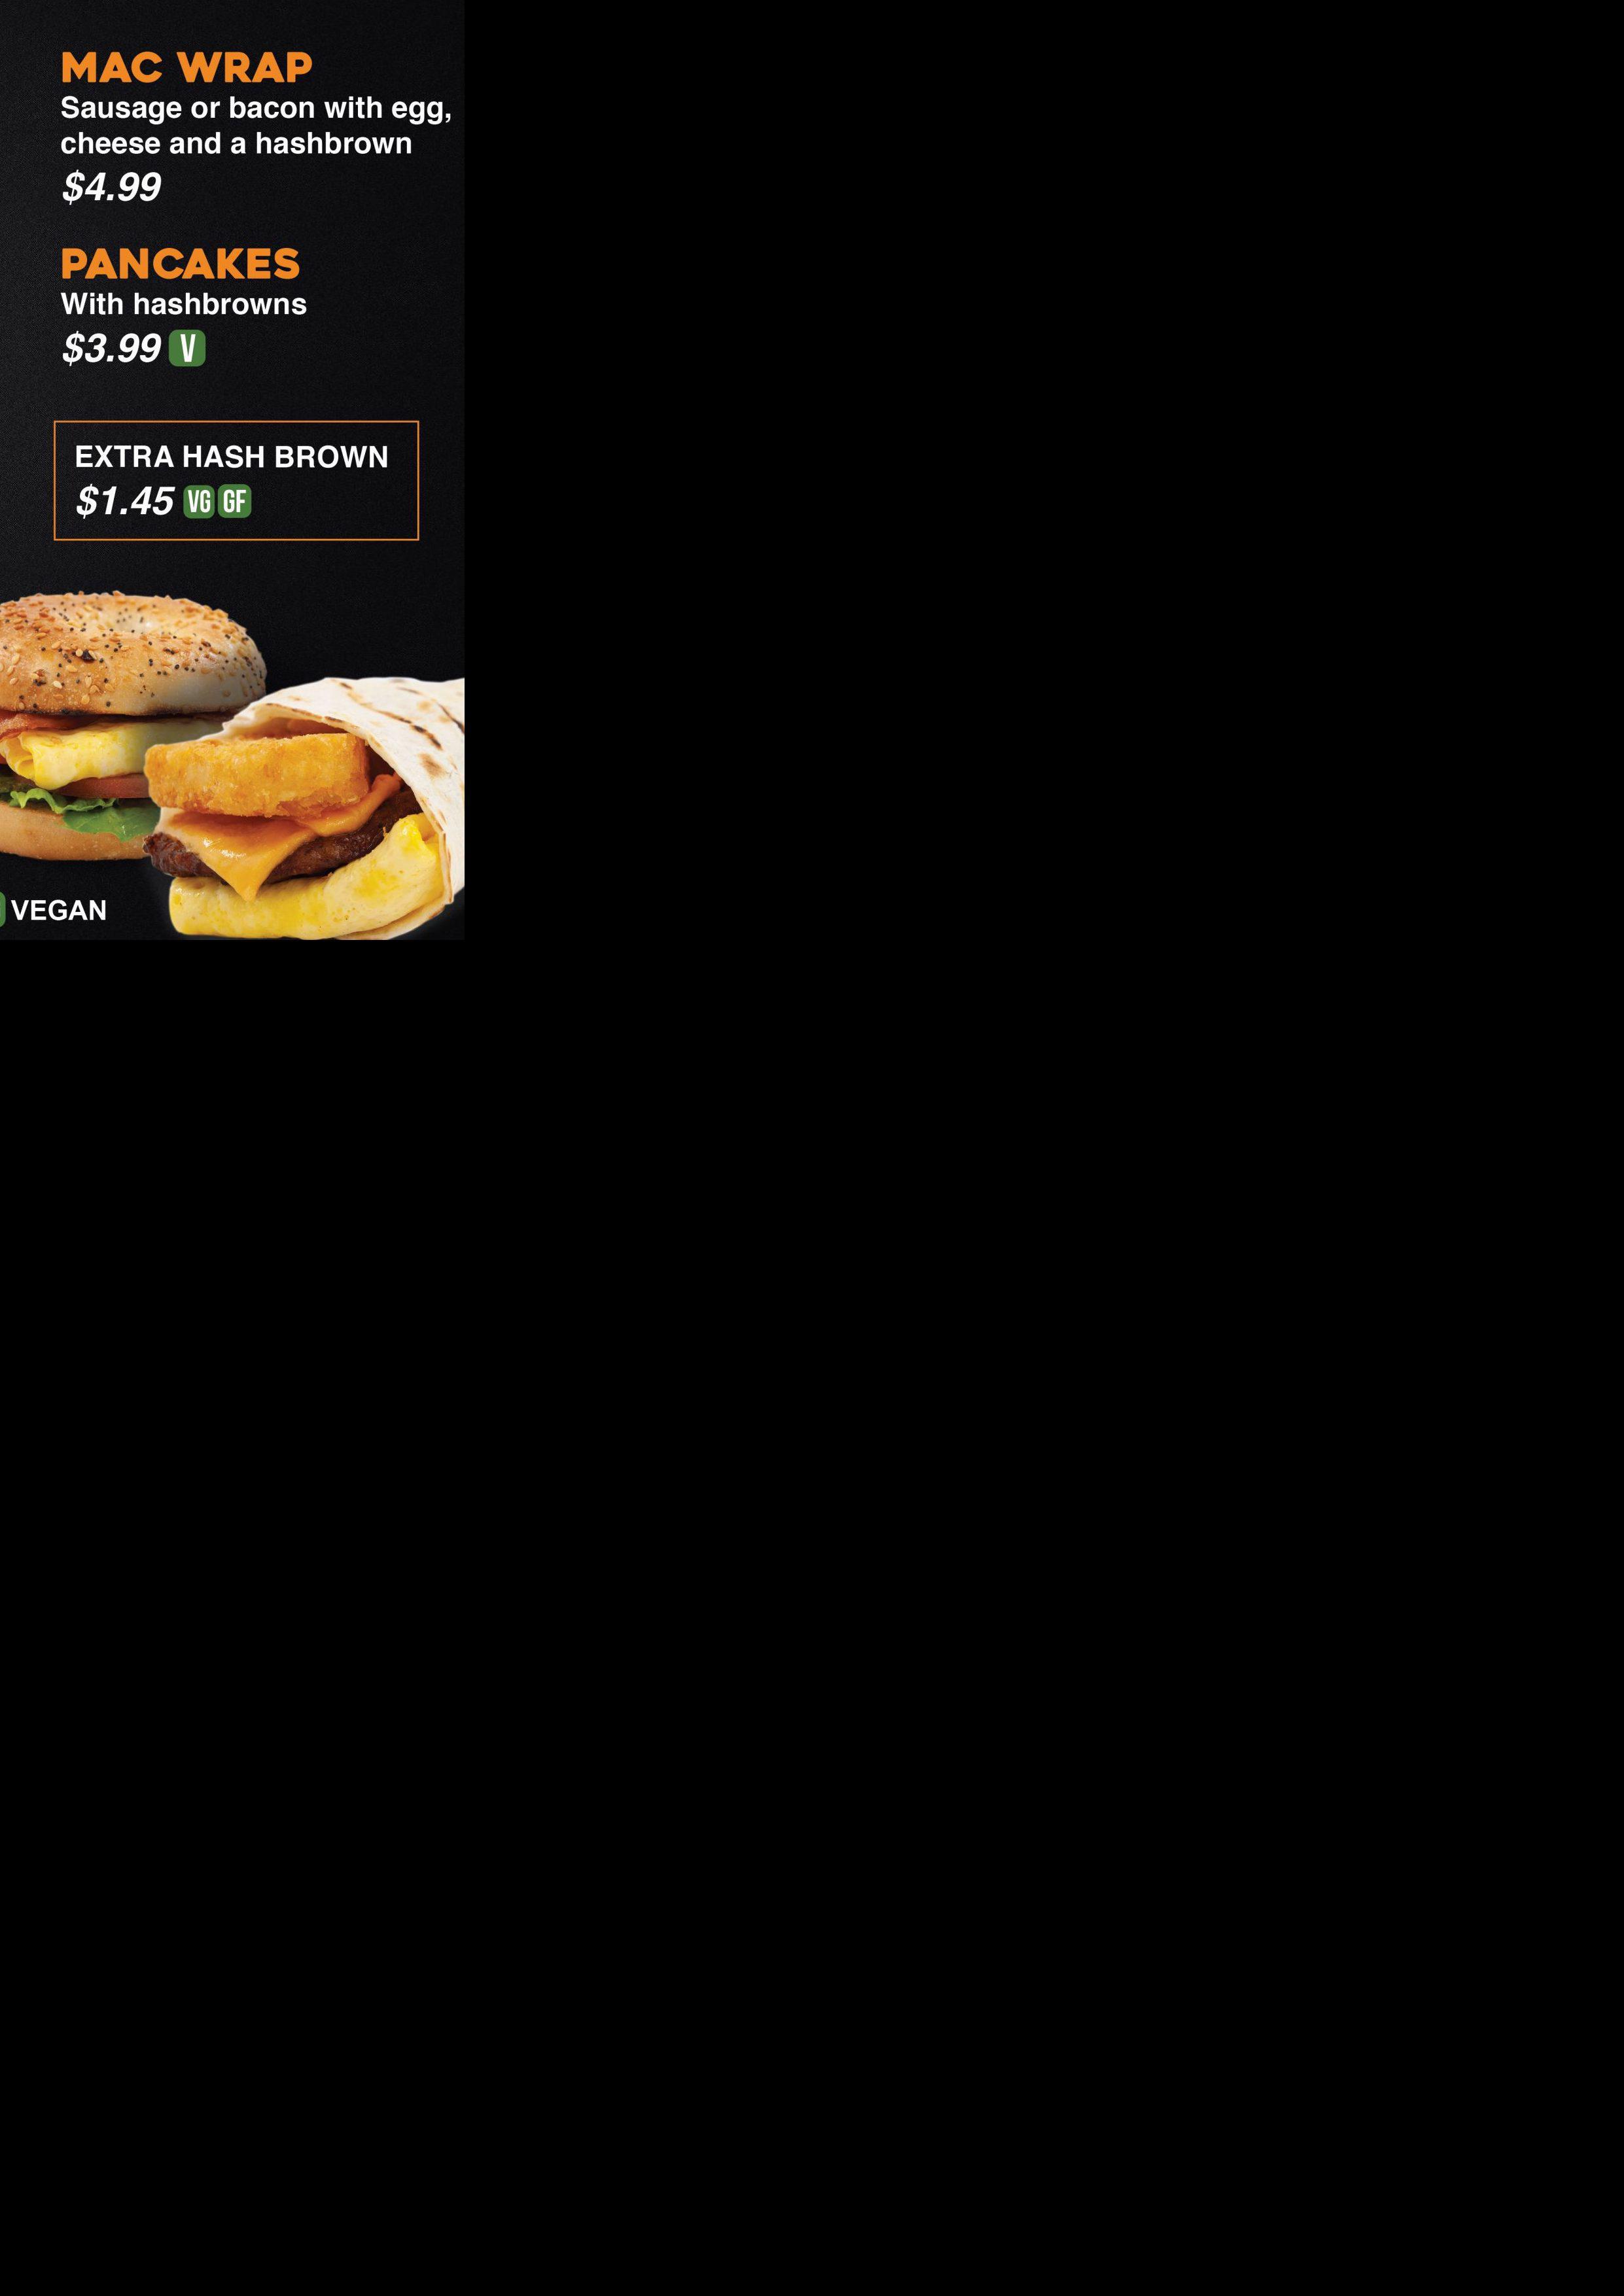 MAC WRAP
Sausage or bacon with egg,
cheese and a hashbrown
$4.99
PANCAKES
With hashbrowns
$3.99 V
EXTRA HASH BROWN
$1.45 VG GF
VEGAN